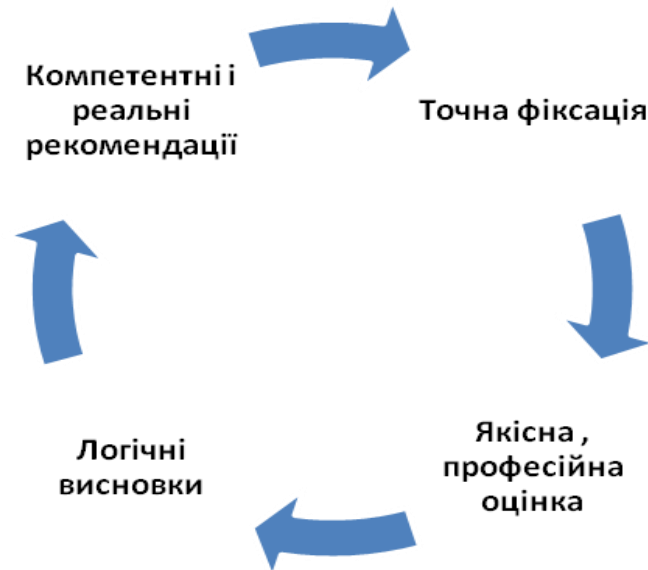 Компетентні і
реальні
рекомендації
Точна фіксація
Якісна ,
професійна
оцінка
Логічні
висновки